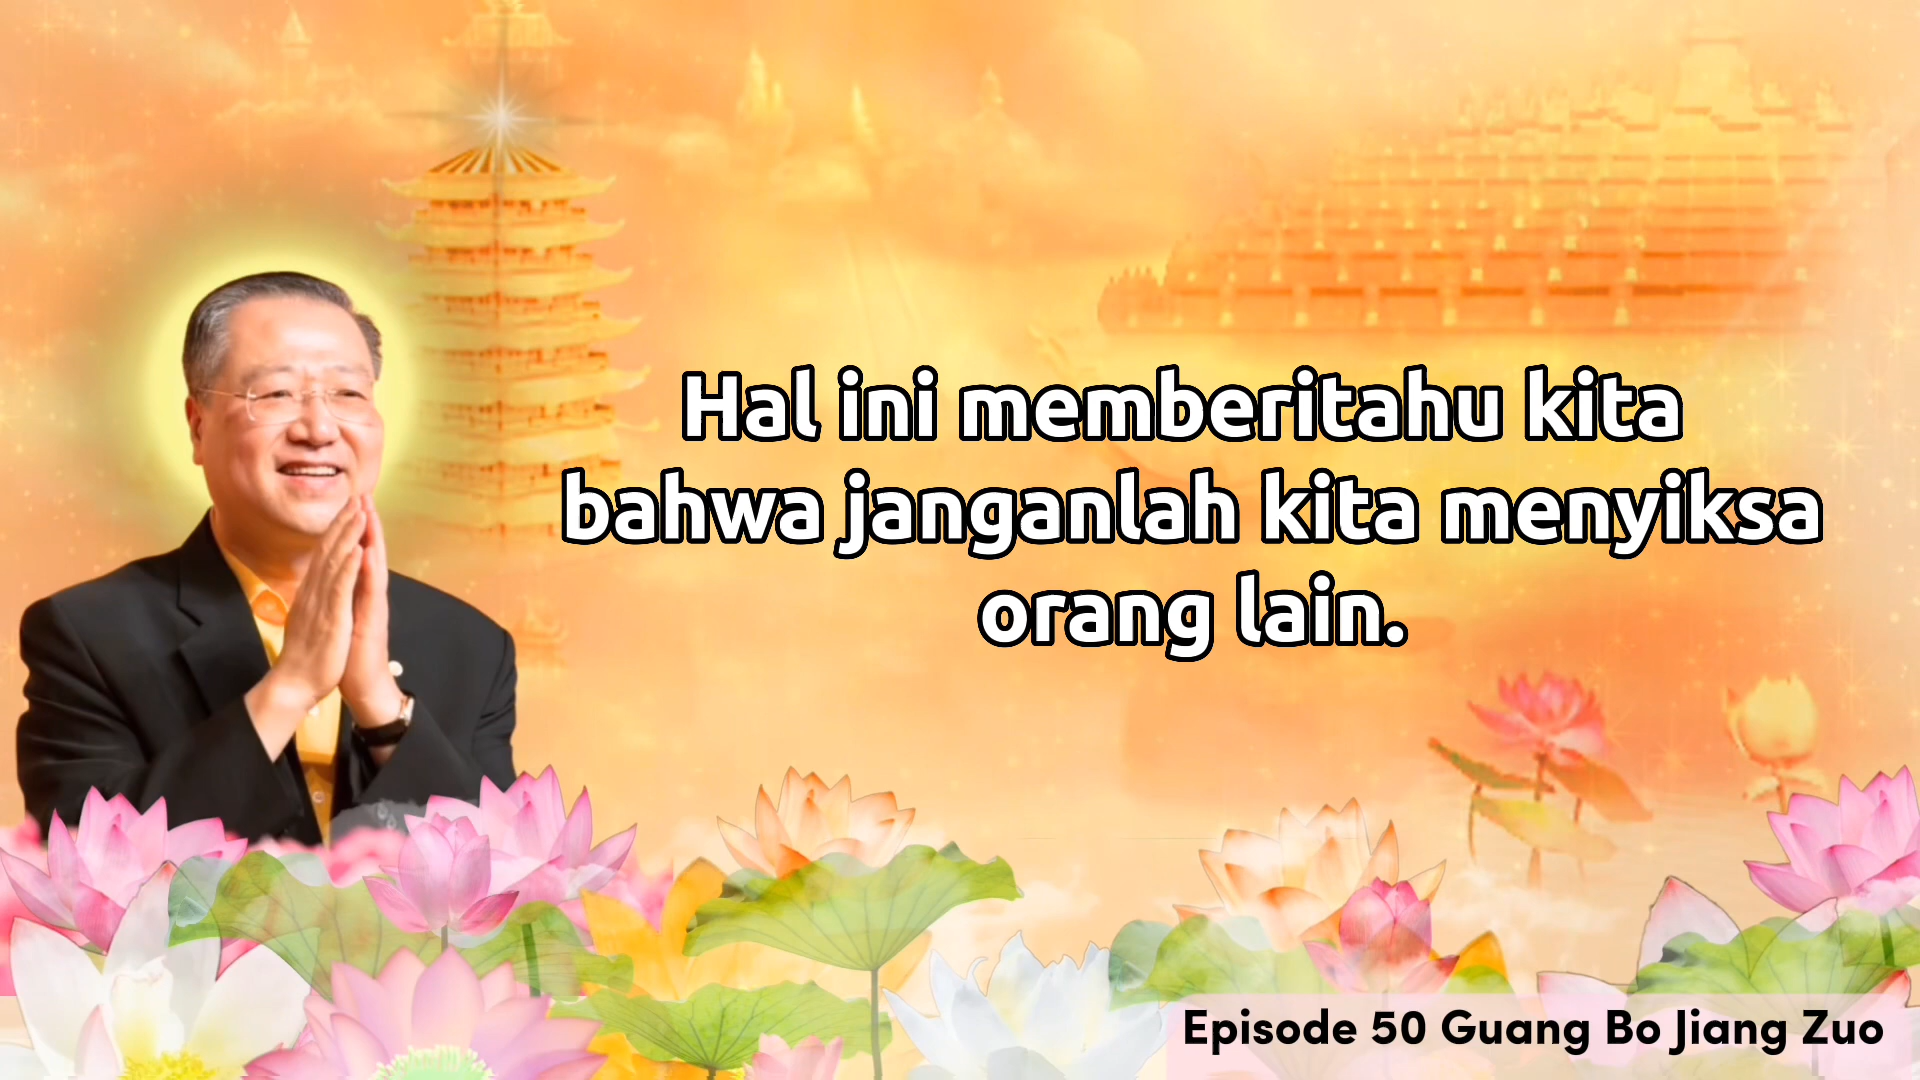 Hal ini memberitahu kita
bahwa janganlah kita menyiksa
orang lain.
Episode 50 Guang Bo Jiang Zuo